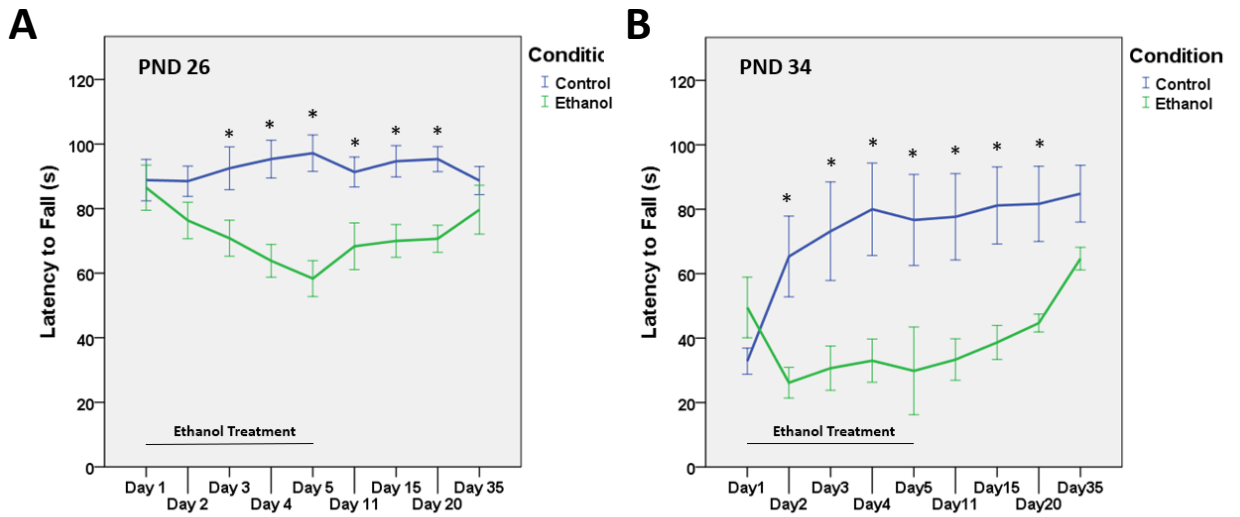 A
PND 26
Conditic
Control
Ethanol
* * * * * *
Latency to Fall (s)
120
100
80
60
40
20
0
Ethanol Treatment
Day 1 Day 3 Day 5 Day 15 Day 35
Day 2 Day 4 Day 11 Day 20
B
PND 34
Condition
Control
Ethanol
* * * * * * *
Latency to Fall (s)
120
100
80
60
40
20
0
Ethanol Treatment
Day1 Day3 Day5 Day15 Day35
Day2 Day4 Day11 Day20